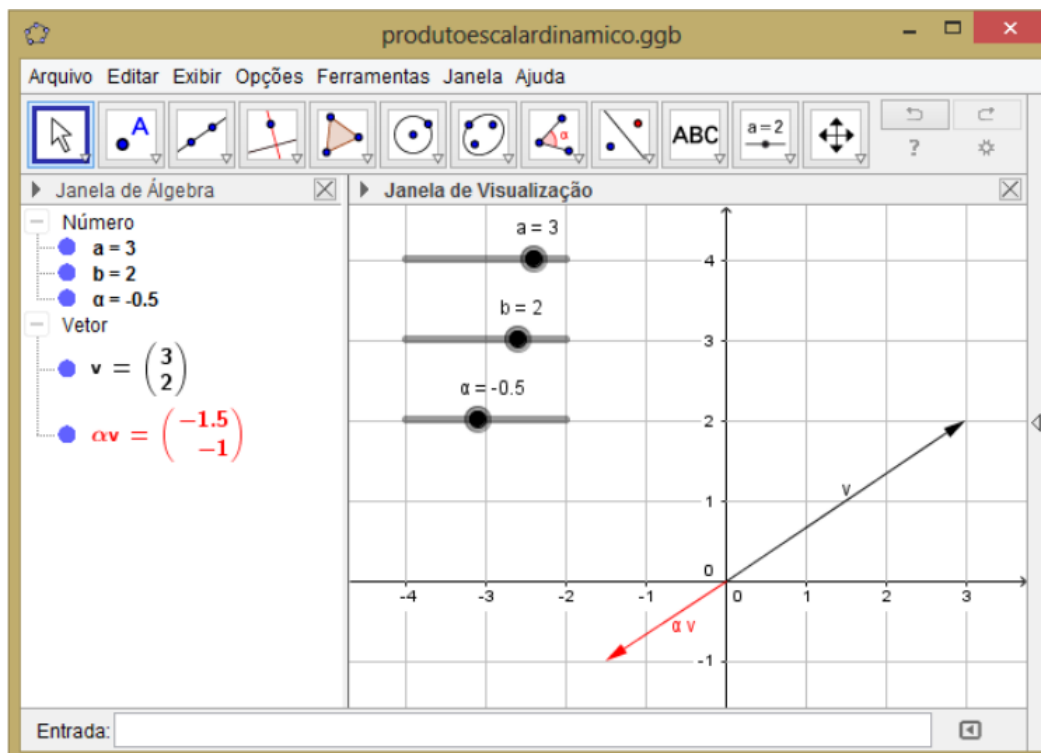 produtoescalardinamico.ggb
Arquivo Editar Exibir Opções Ferramentas Janela Ajuda
A
α
ABC
a = 2
?
Janela de Álgebra
Janela de Visualização
Número
a = 3
b = 2
α = -0.5
Vetor
v = (3
2)
αv = (−1.5
−1)
a = 3
b = 2
α = -0.5
4
3
2
1
0
-4 -3 -2 -1 0 1 2 3
-1
v
α v
Entrada: